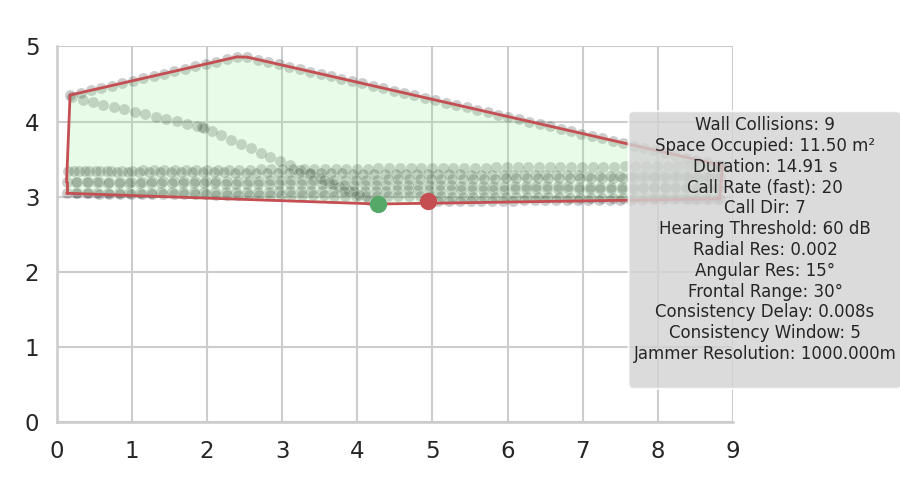 5
4
3
2
1
0
0 1 2 3 4 5 6 7 8 9
Wall Collisions: 9
Space Occupied: 11.50 m²
Duration: 14.91 s
Call Rate (fast): 20
Call Dir: 7
Hearing Threshold: 60 dB
Radial Res: 0.002
Angular Res: 15°
Frontal Range: 30°
Consistency Delay: 0.008s
Consistency Window: 5
Jammer Resolution: 1000.000m